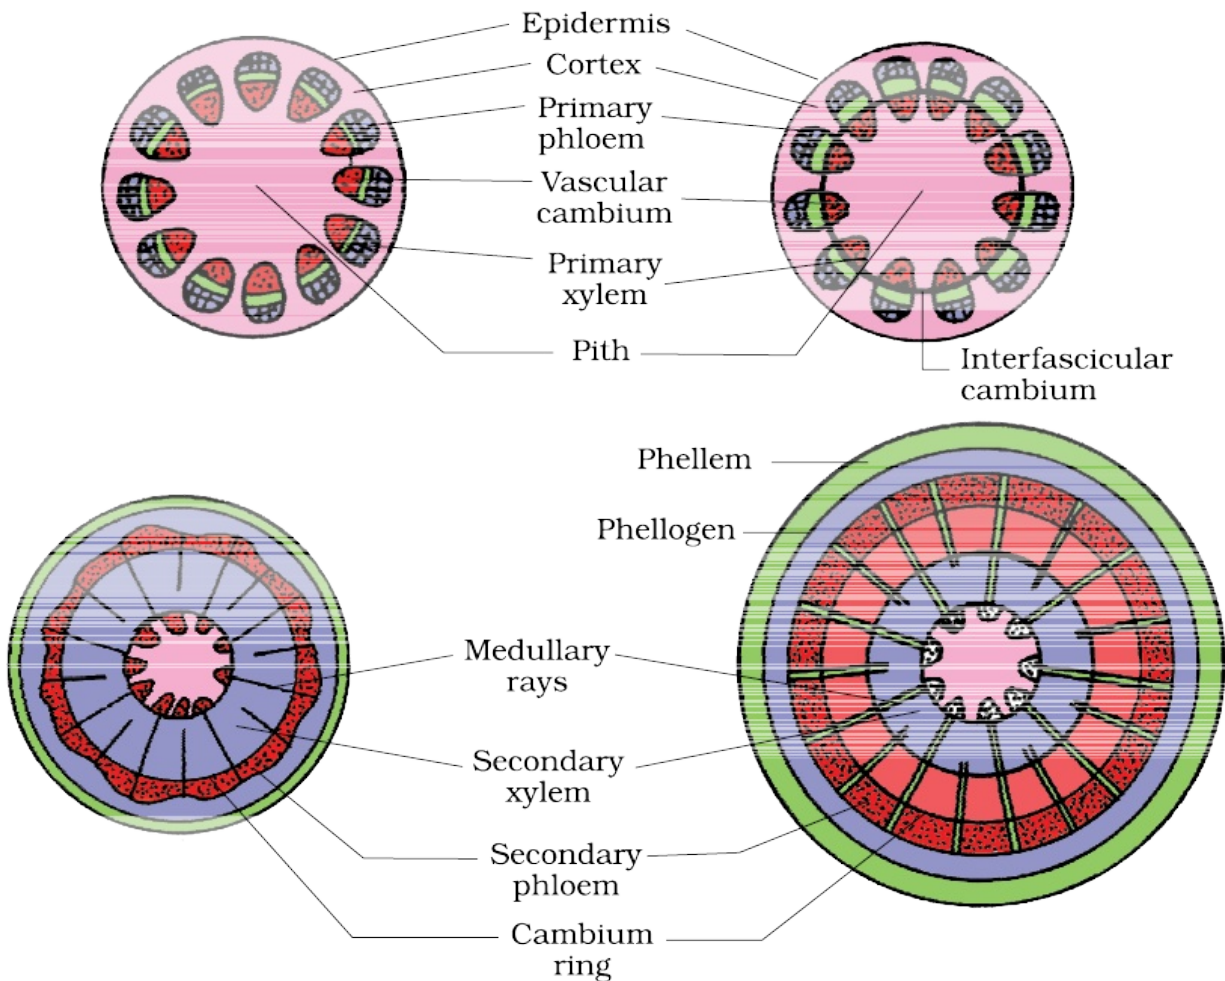 Epidermis
Cortex
Primary
phloem
Vascular
cambium
Primary
xylem
Pith
Interfascicular
cambium
Phellem
Phellogen
Medullary
rays
Secondary
xylem
Secondary
phloem
Cambium
ring